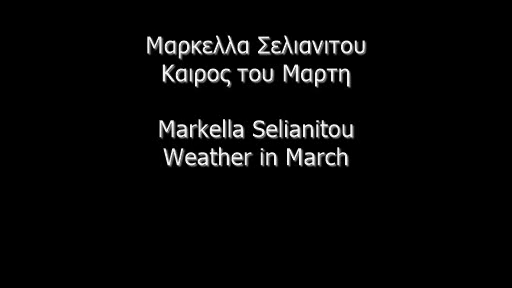 Μαρκελλα Σελιανιτου
Καιρος του Μαρτη
Markella Selianitou
Weather in March